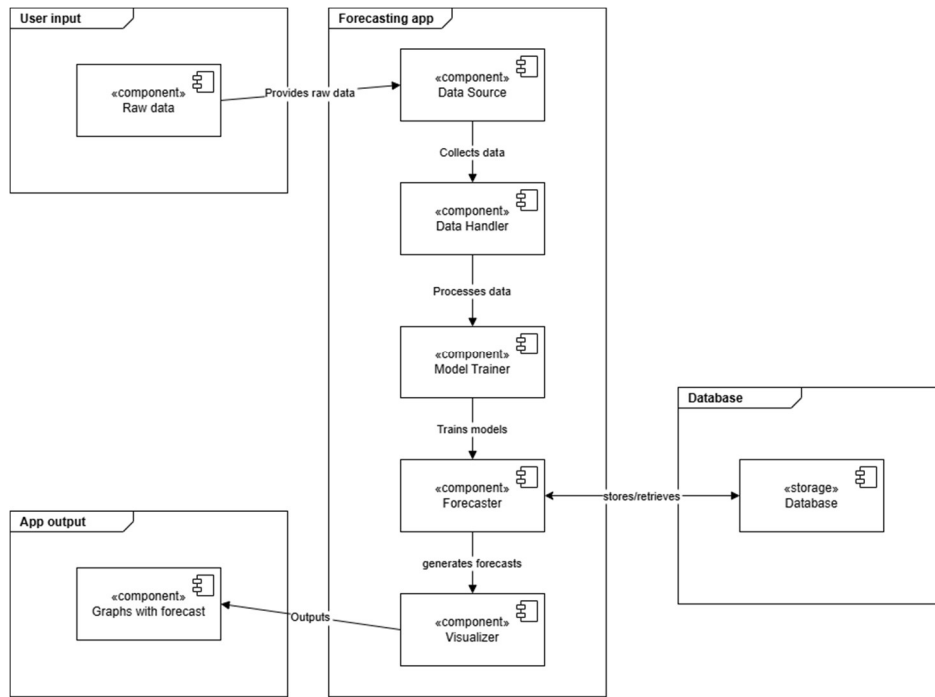 User input
«component»
Raw data
Provides raw data
Forecasting app
«component»
Data Source
Collects data
«component»
Data Handler
Processes data
«component»
Model Trainer
Trains models
«component»
Forecaster
stores/retrieves
Database
«storage»
Database
generates forecasts
«component»
Visualizer
Outputs
App output
«component»
Graphs with forecast